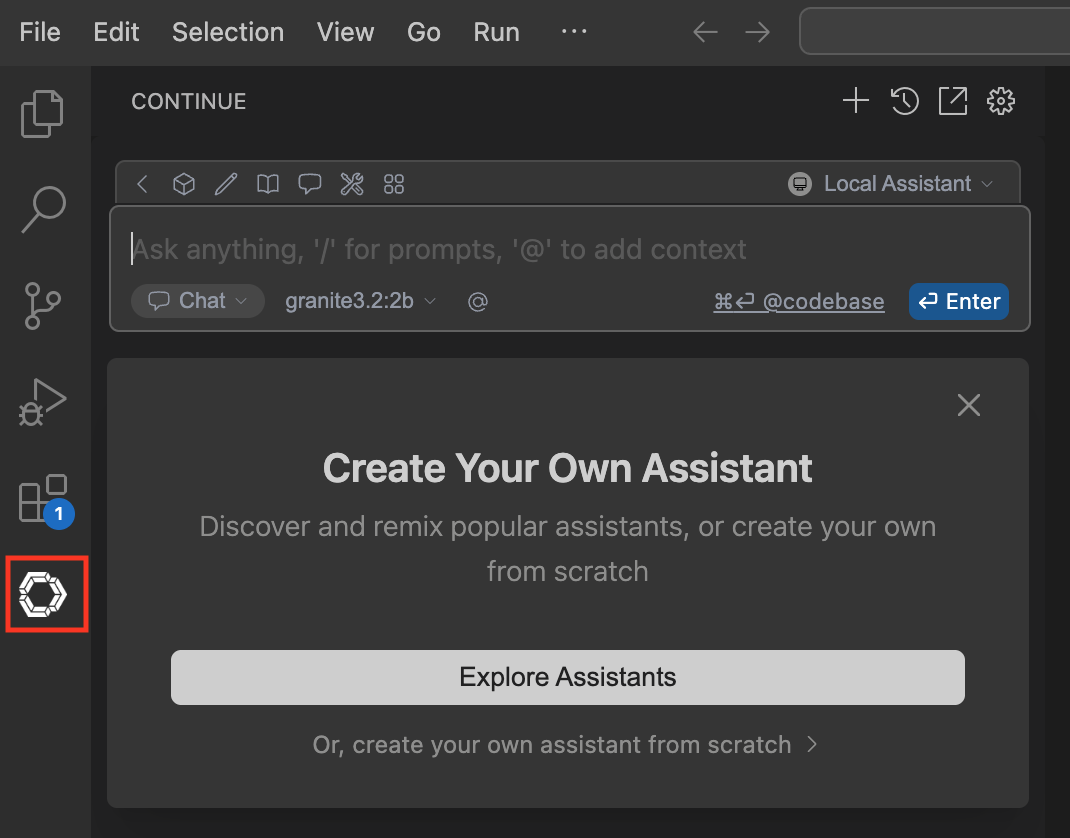 File Edit Selection View Go Run ···
CONTINUE
Local Assistant
Ask anything, '/' for prompts, '@' to add context
Chat granite3.2:2b @ ⌘⏎ @codebase ⏎ Enter
Create Your Own Assistant
Discover and remix popular assistants, or create your own
from scratch
1
Explore Assistants
Or, create your own assistant from scratch